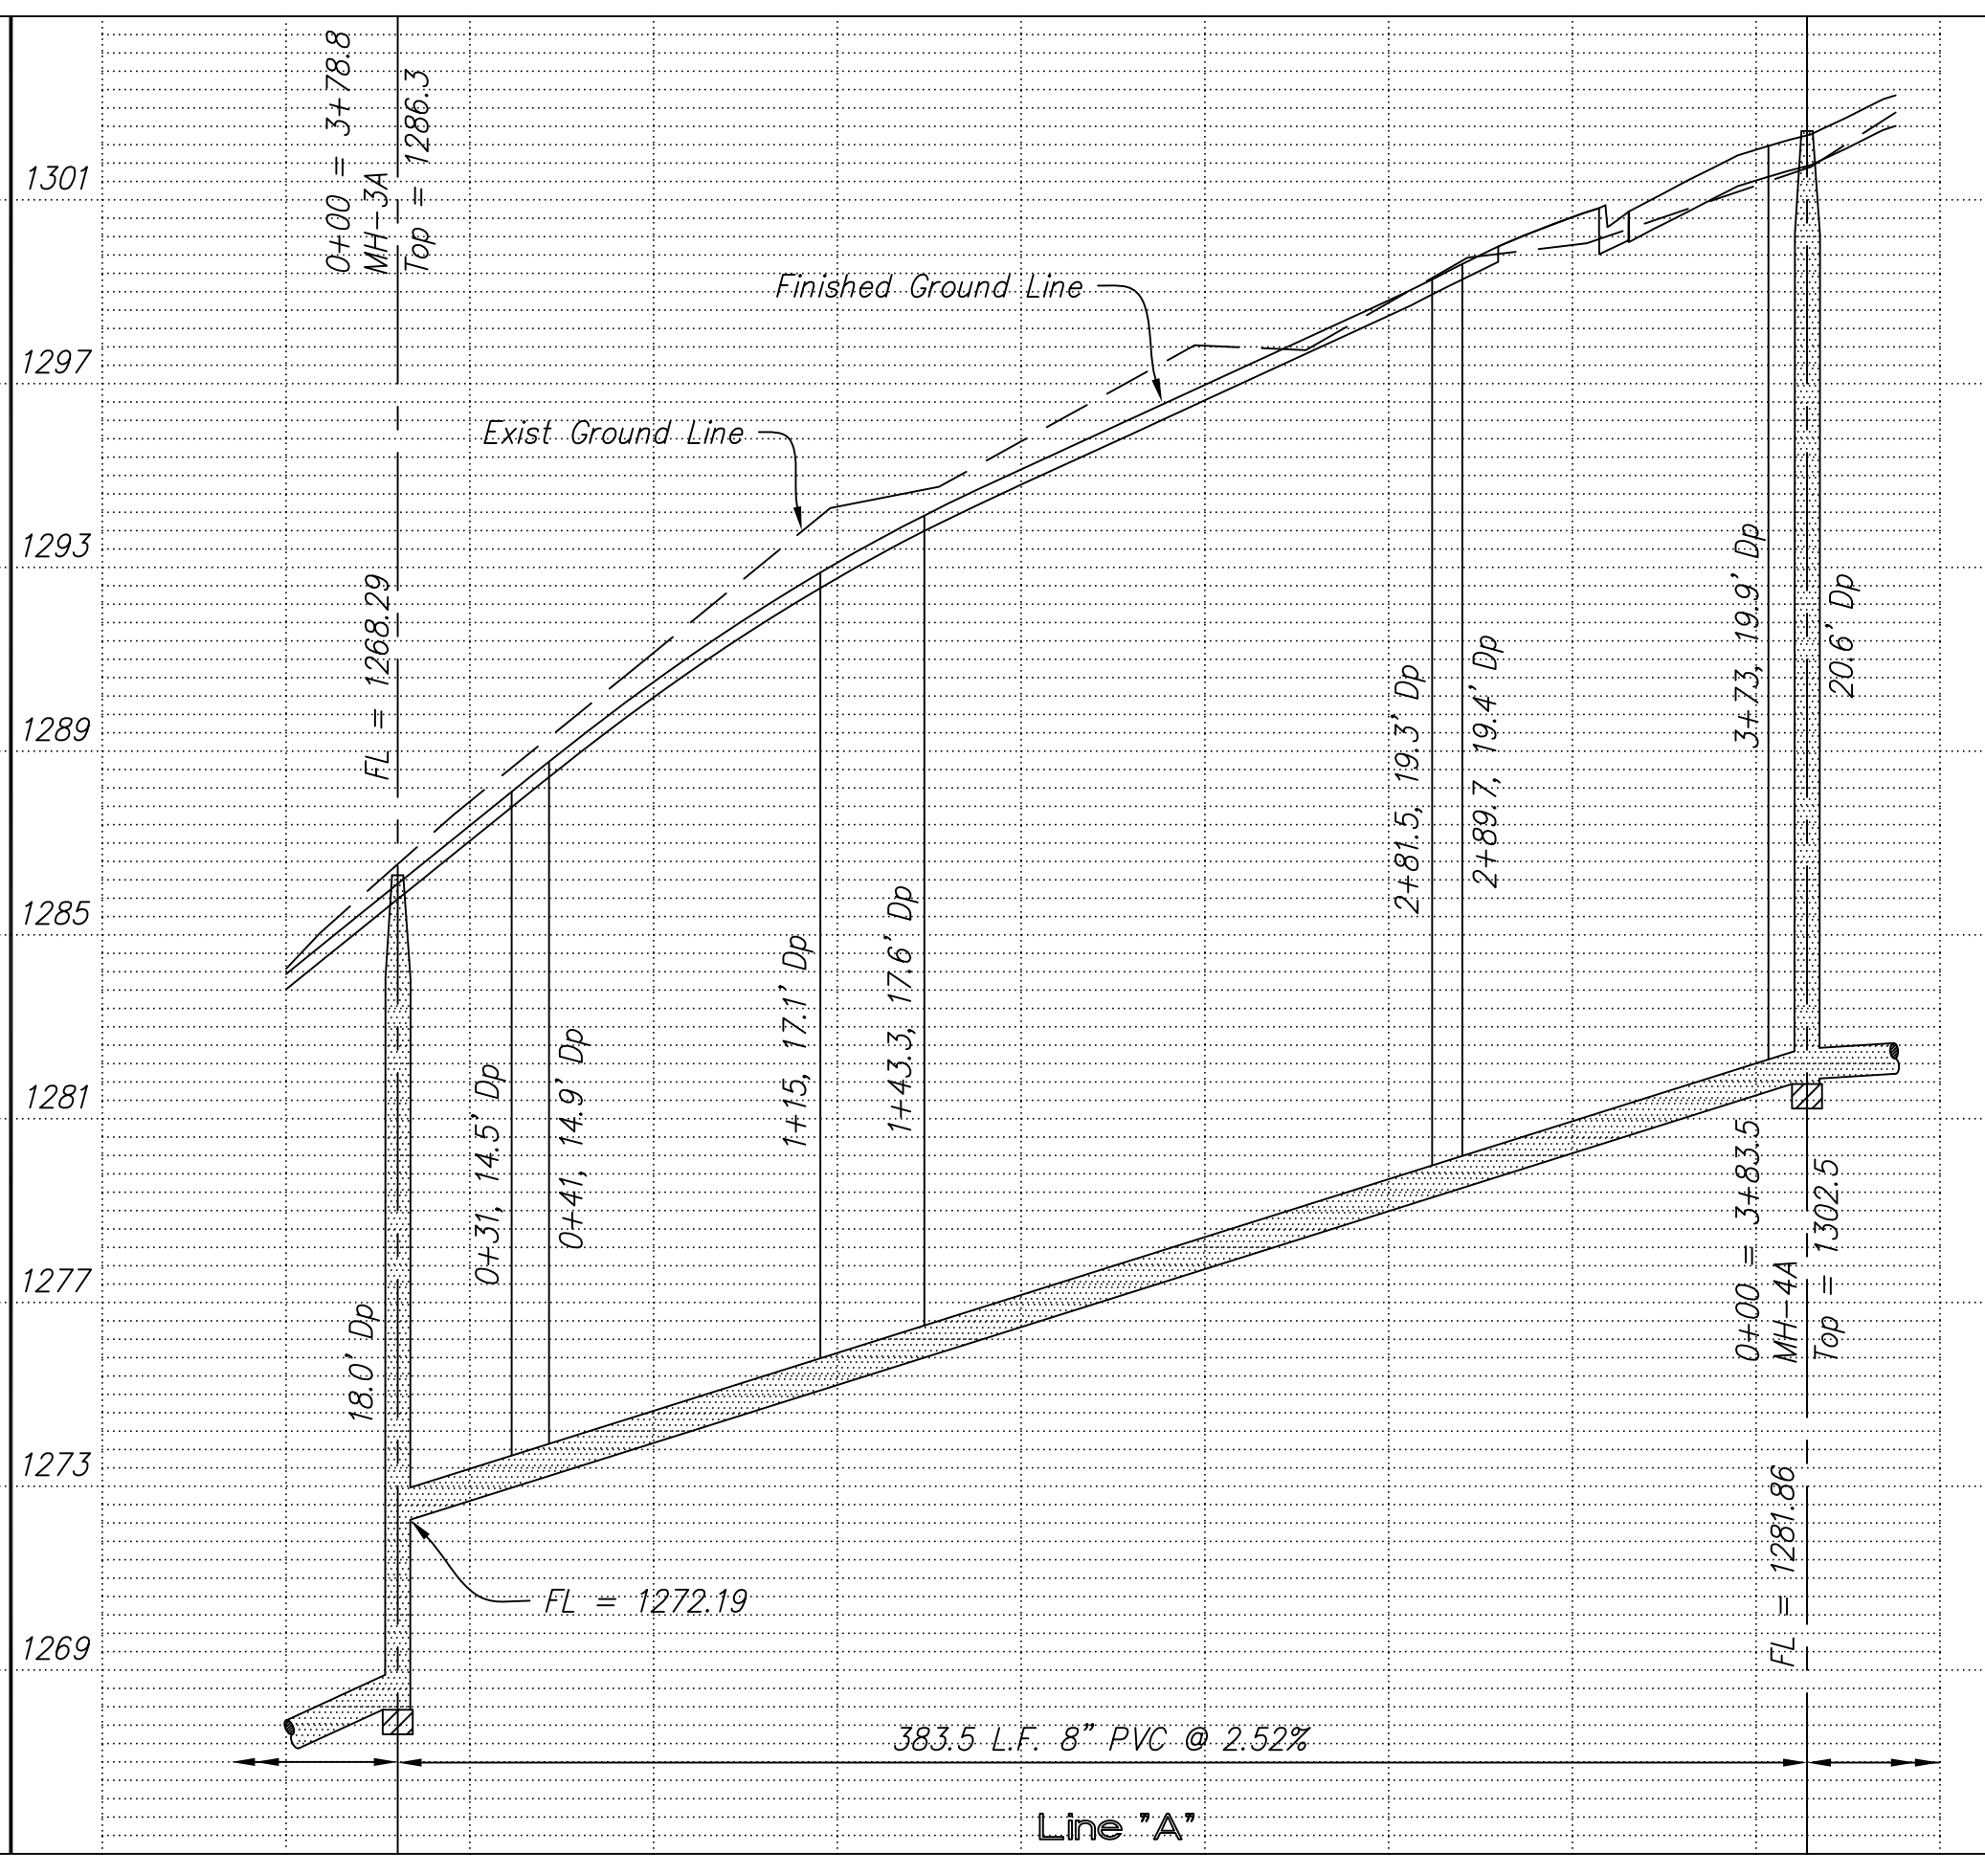 0+00 = 3+78.8
MH-3A
Top = 1286.3
1301
Finished Ground Line
1297
Exist Ground Line
1293
FL = 1268.29
3+73, 19.9' Dp
20.6' Dp
2+81.5, 19.3' Dp
2+89.7, 19.4' Dp
1289
1285
1+15, 17.1' Dp
1+43.3, 17.6' Dp
0+31, 14.5' Dp
0+41, 14.9' Dp
1281
0+00 = 3+83.5
MH-4A
Top = 1302.5
1277
18.0' Dp
1273
FL = 1281.86
FL = 1272.19
1269
383.5 L.F. 8" PVC @ 2.52%
Line "A"